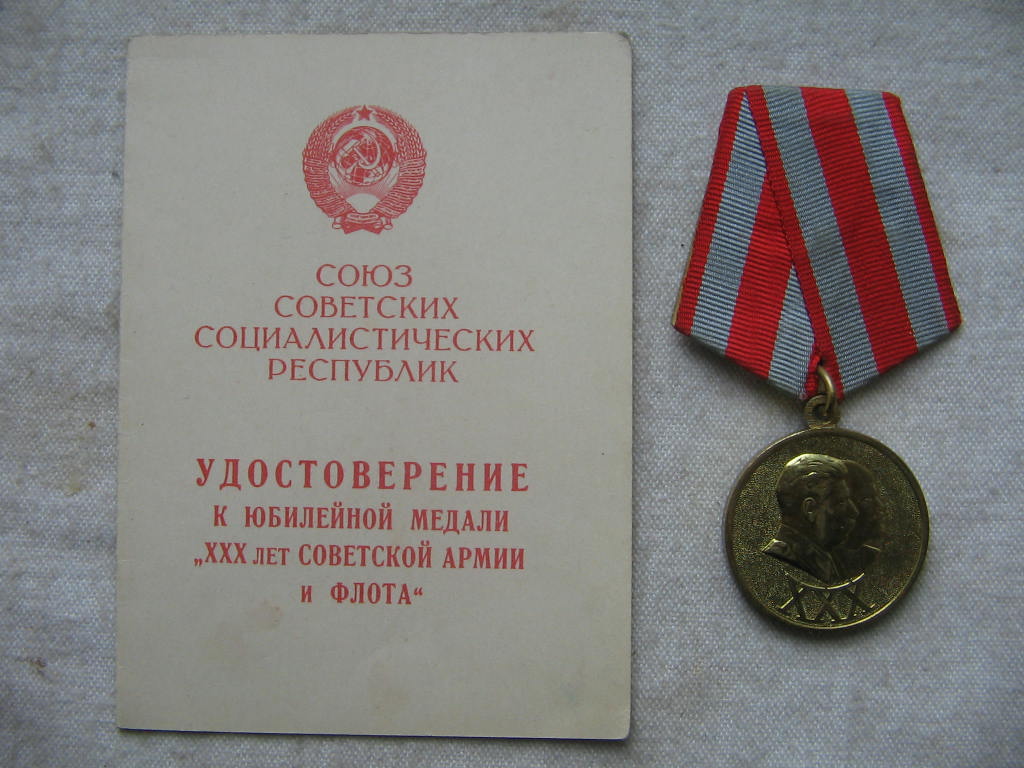 СОЮЗ
СОВЕТСКИХ
СОЦИАЛИСТИЧЕСКИХ
РЕСПУБЛИК
УДОСТОВЕРЕНИЕ
К ЮБИЛЕЙНОЙ МЕДАЛИ
„XXX ЛЕТ СОВЕТСКОЙ АРМИИ
И ФЛОТА“
XXX